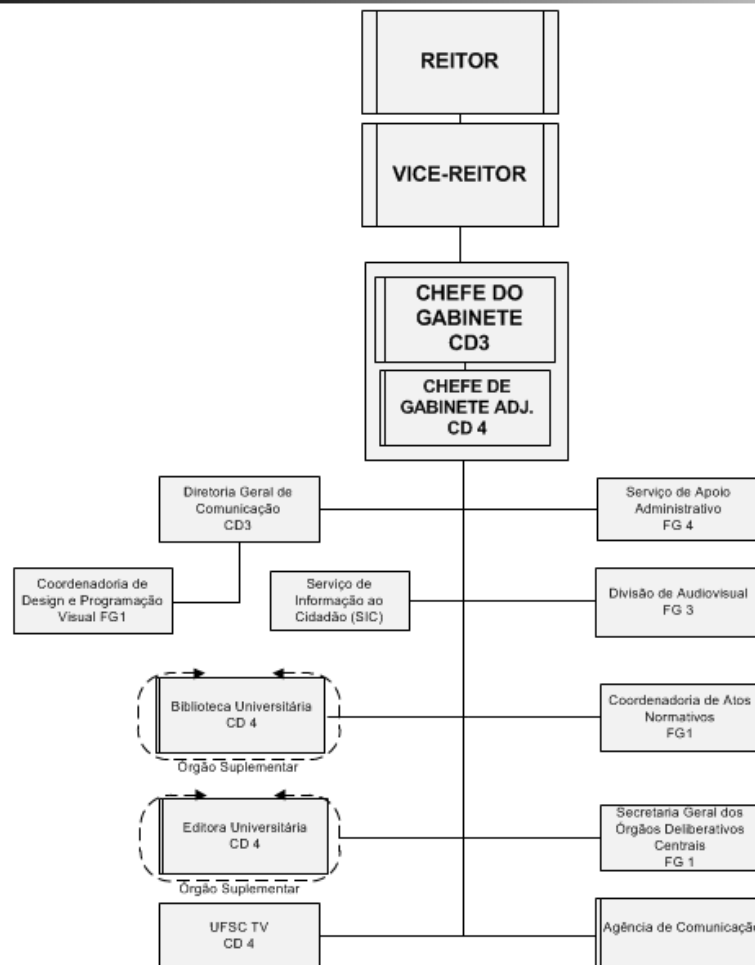 REITOR
VICE-REITOR
CHEFE DO
GABINETE
CD3
CHEFE DE
GABINETE ADJ.
CD 4
Diretoria Geral de
Comunicação
CD3
Serviço de Apoio
Administrativo
FG 4
Coordenadoria de
Design e Programação
Visual FG1
Serviço de
Informação ao
Cidadão (SIC)
Divisão de Audiovisual
FG 3
Biblioteca Universitária
CD 4
Órgão Suplementar
Coordenadoria de Atos
Normativos
FG1
Editora Universitária
CD 4
Órgão Suplementar
Secretaria Geral dos
Órgãos Deliberativos
Centrais
FG 1
UFSC TV
CD 4
Agência de Comunicação